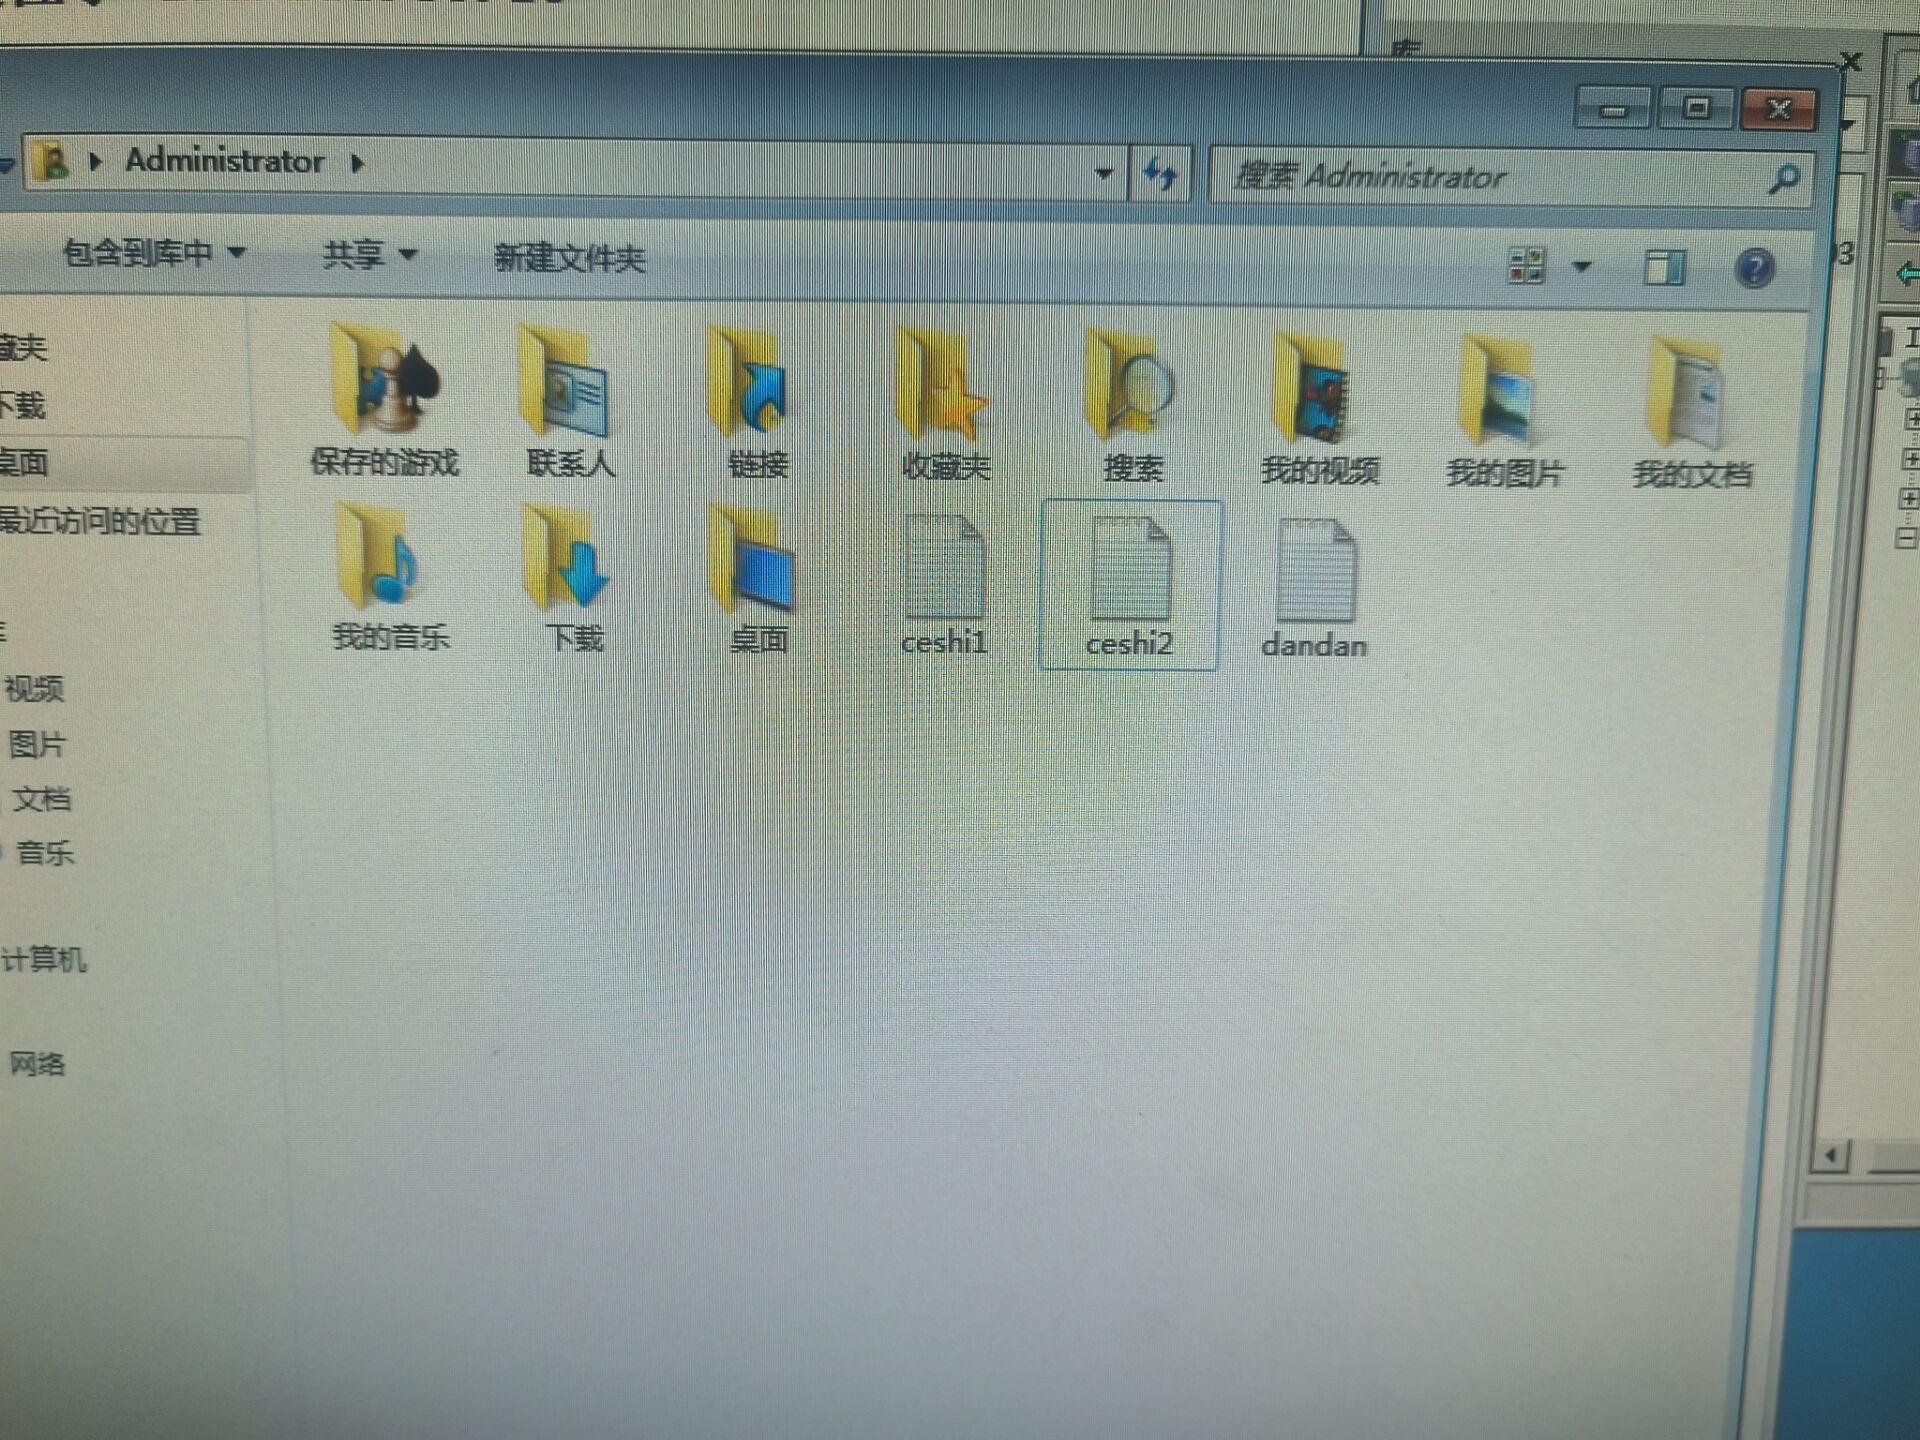 库
Administrator
搜索 Administrator
包含到库中
共享
新建文件夹
藏夹
下载
桌面
最近访问的位置
库
视频
图片
文档
音乐
计算机
网络
保存的游戏
联系人
链接
收藏夹
搜索
我的视频
我的图片
我的文档
我的音乐
下载
桌面
ceshi1
ceshi2
dandan